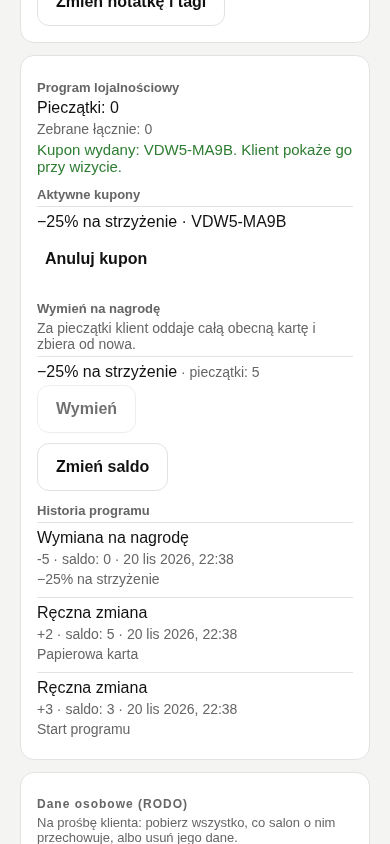 Zmień notatkę i tagi
Program lojalnościowy
Pieczątki: 0
Zebrane łącznie: 0
Kupon wydany: VDW5-MA9B. Klient pokaże go
przy wizycie.
Aktywne kupony
−25% na strzyżenie · VDW5-MA9B
Anuluj kupon
Wymień na nagrodę
Za pieczątki klient oddaje całą obecną kartę i
zbiera od nowa.
−25% na strzyżenie · pieczątki: 5
Wymień
Zmień saldo
Historia programu
Wymiana na nagrodę
-5 · saldo: 0 · 20 lis 2026, 22:38
−25% na strzyżenie
Ręczna zmiana
+2 · saldo: 5 · 20 lis 2026, 22:38
Papierowa karta
Ręczna zmiana
+3 · saldo: 3 · 20 lis 2026, 22:38
Start programu
Dane osobowe (RODO)
Na prośbę klienta: pobierz wszystko, co salon o nim
przechowuje, albo usuń jego dane.